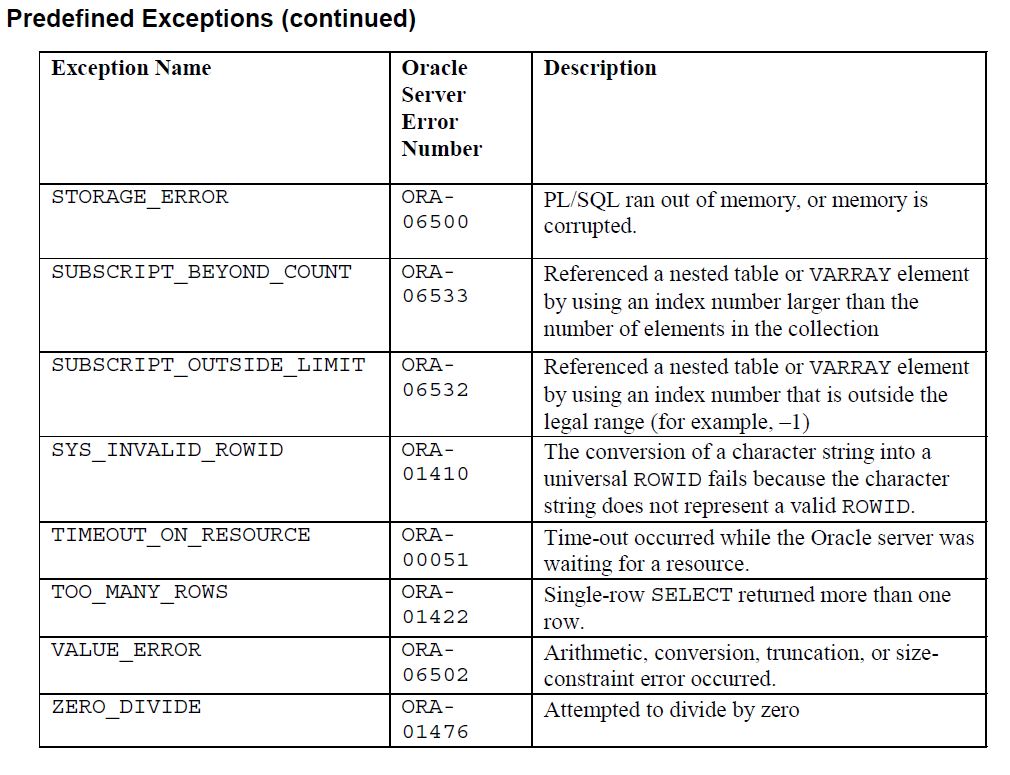 Predefined Exceptions (continued)
Exception Name
Oracle
Server
Error
Number
Description
STORAGE_ERROR
ORA-
06500
PL/SQL ran out of memory, or memory is
corrupted.
SUBSCRIPT_BEYOND_COUNT
ORA-
06533
Referenced a nested table or VARRAY element
by using an index number larger than the
number of elements in the collection
SUBSCRIPT_OUTSIDE_LIMIT
ORA-
06532
Referenced a nested table or VARRAY element
by using an index number that is outside the
legal range (for example, –1)
SYS_INVALID_ROWID
ORA-
01410
The conversion of a character string into a
universal ROWID fails because the character
string does not represent a valid ROWID.
TIMEOUT_ON_RESOURCE
ORA-
00051
Time-out occurred while the Oracle server was
waiting for a resource.
TOO_MANY_ROWS
ORA-
01422
Single-row SELECT returned more than one
row.
VALUE_ERROR
ORA-
06502
Arithmetic, conversion, truncation, or size-
constraint error occurred.
ZERO_DIVIDE
ORA-
01476
Attempted to divide by zero